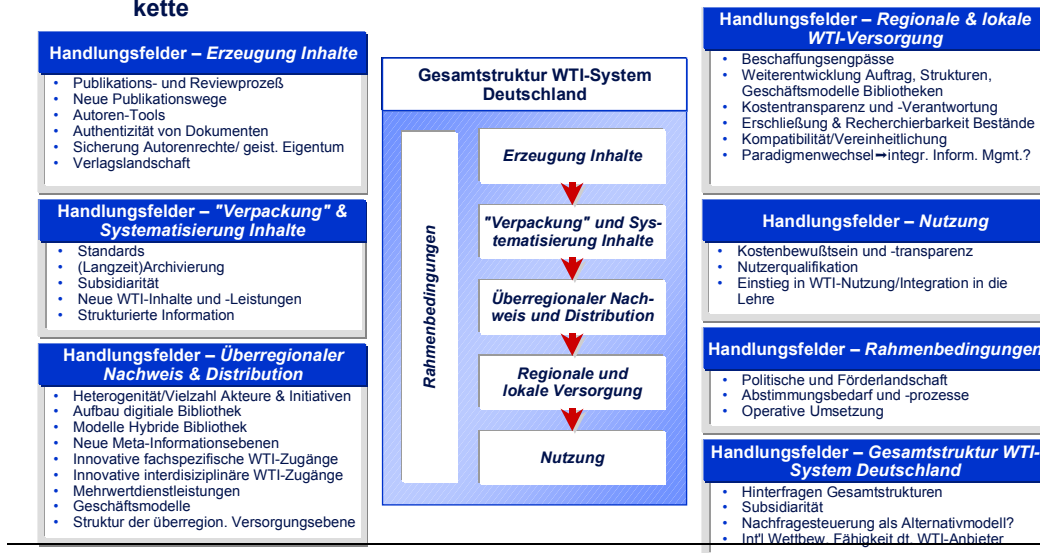 kette
Handlungsfelder – Erzeugung Inhalte
• Publikations- und Reviewprozeß
• Neue Publikationswege
• Autoren-Tools
• Authentizität von Dokumenten
• Sicherung Autorenrechte/ geist. Eigentum
• Verlagslandschaft
Handlungsfelder – "Verpackung" &
Systematisierung Inhalte
• Standards
• (Langzeit)Archivierung
• Subsidiarität
• Neue WTI-Inhalte und -Leistungen
• Strukturierte Information
Handlungsfelder – Überregionaler
Nachweis & Distribution
• Heterogenität/Vielzahl Akteure & Initiativen
• Aufbau digitiale Bibliothek
• Modelle Hybride Bibliothek
• Neue Meta-Informationsebenen
• Innovative fachspezifische WTI-Zugänge
• Innovative interdisiziplinäre WTI-Zugänge
• Mehrwertdienstleistungen
• Geschäftsmodelle
• Struktur der überregion. Versorgungsebene
Gesamtstruktur WTI-System
Deutschland
Rahmenbedingungen
Erzeugung Inhalte
"Verpackung" und Sys-
tematisierung Inhalte
Überregionaler Nach-
weis und Distribution
Regionale und
lokale Versorgung
Nutzung
Handlungsfelder – Regionale & lokale
WTI-Versorgung
• Beschaffungsengpässe
• Weiterentwicklung Auftrag, Strukturen,
Geschäftsmodelle Bibliotheken
• Kostentransparenz und -Verantwortung
• Erschließung & Recherchierbarkeit Bestände
• Kompatibilität/Vereinheitlichung
• Paradigmenwechsel➞integr. Inform. Mgmt.?
Handlungsfelder – Nutzung
• Kostenbewußtsein und -transparenz
• Nutzerqualifikation
• Einstieg in WTI-Nutzung/Integration in die
Lehre
Handlungsfelder – Rahmenbedingungen
• Politische und Förderlandschaft
• Abstimmungsbedarf und -prozesse
• Operative Umsetzung
Handlungsfelder – Gesamtstruktur WTI-
System Deutschland
• Hinterfragen Gesamtstrukturen
• Subsidiarität
• Nachfragesteuerung als Alternativmodell?
• Int'l Wettbew. Fähigkeit dt. WTI-Anbieter